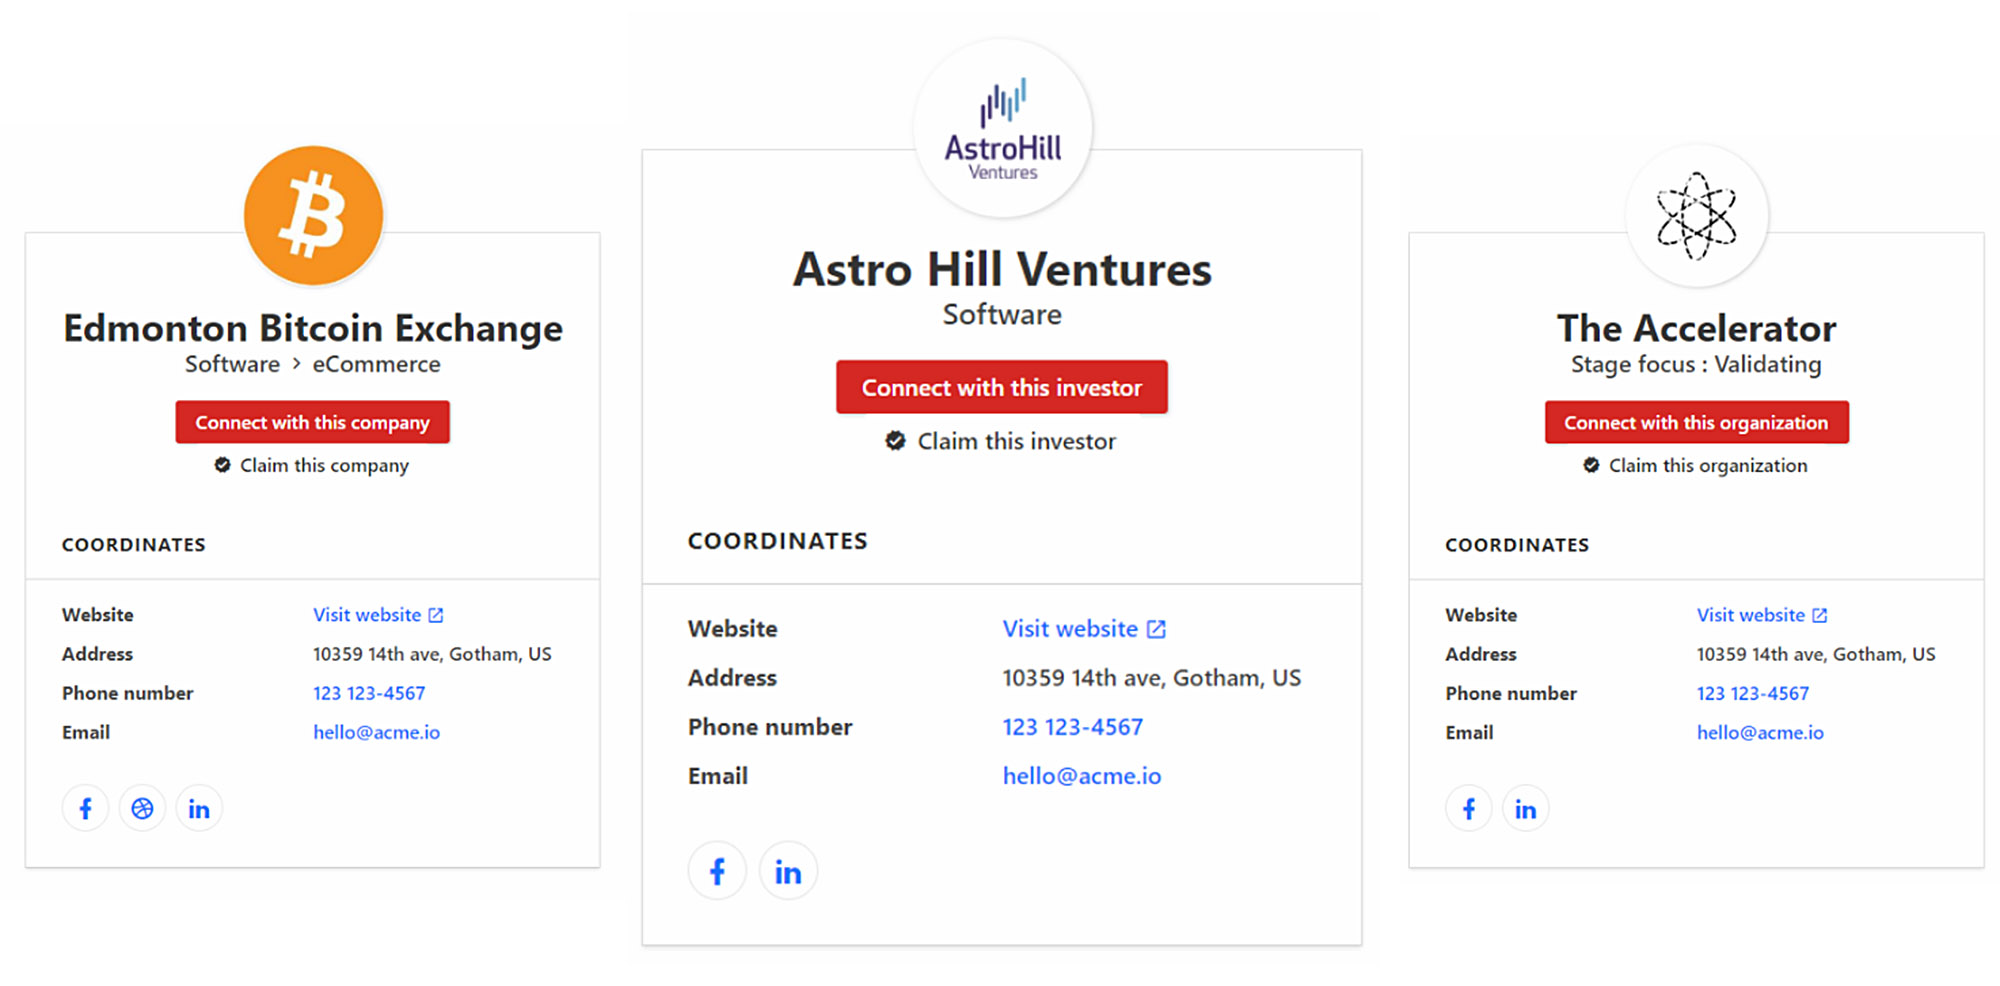 Edmonton Bitcoin Exchange
Software > eCommerce
Connect with this company
Claim this company
COORDINATES
Website Visit website
Address 10359 14th ave, Gotham, US
Phone number 123 123-4567
Email hello@acme.io
AstroHill
Ventures
Astro Hill Ventures
Software
Connect with this investor
Claim this investor
COORDINATES
Website Visit website
Address 10359 14th ave, Gotham, US
Phone number 123 123-4567
Email hello@acme.io
The Accelerator
Stage focus : Validating
Connect with this organization
Claim this organization
COORDINATES
Website Visit website
Address 10359 14th ave, Gotham, US
Phone number 123 123-4567
Email hello@acme.io